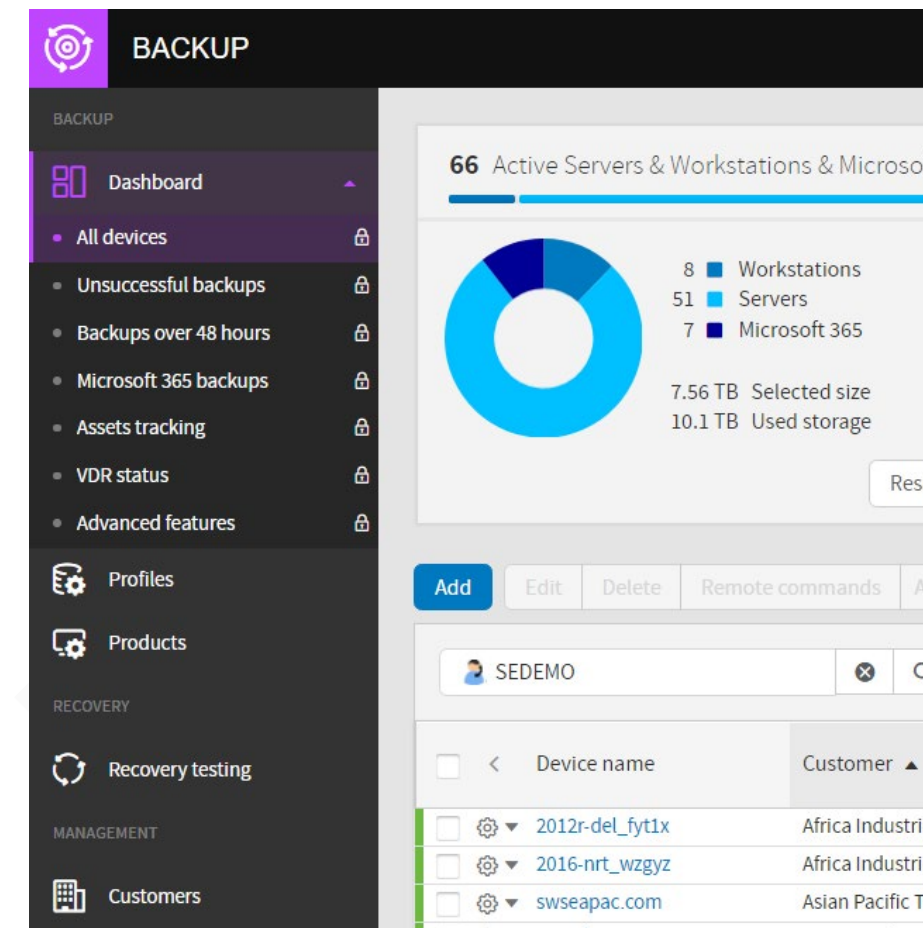 BACKUP
BACKUP
Dashboard
All devices
Unsuccessful backups
Backups over 48 hours
Microsoft 365 backups
Assets tracking
VDR status
Advanced features
Profiles
Products
RECOVERY
Recovery testing
MANAGEMENT
Customers
66 Active Servers & Workstations & Microso
8 Workstations
51 Servers
7 Microsoft 365
7.56 TB Selected size
10.1 TB Used storage
Res
Add Edit Delete Remote commands A
SEDEMO
Device name Customer
2012r-del_fyt1x Africa Industri
2016-nrt_wzgyz Africa Industri
swseapac.com Asian Pacific T